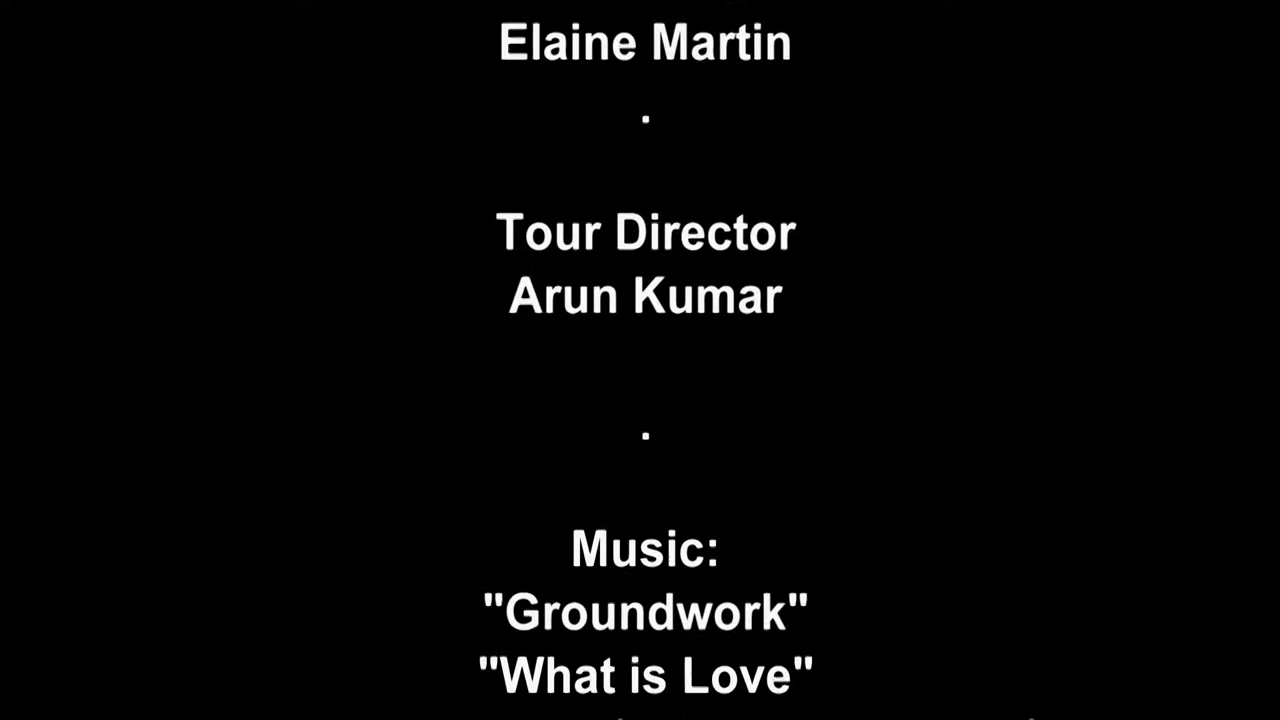 Elaine Martin
.
Tour Director
Arun Kumar
.
Music:
"Groundwork"
"What is Love"